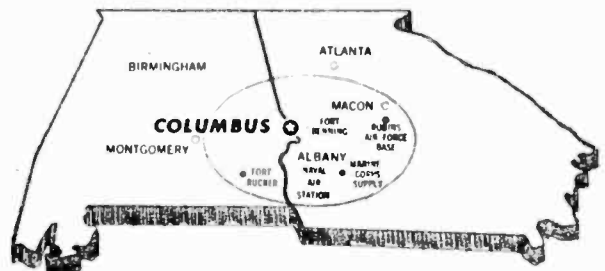 ATLANTA
BIRMINGHAM
MACON
COLUMBUS
FORT
BENNING
ROBINS
AIR FORCE
BASE
MONTGOMERY
ALBANY
NAVAL
AIR
STATION
MARINE
CORPS
SUPPLY
FORT
RUCKER